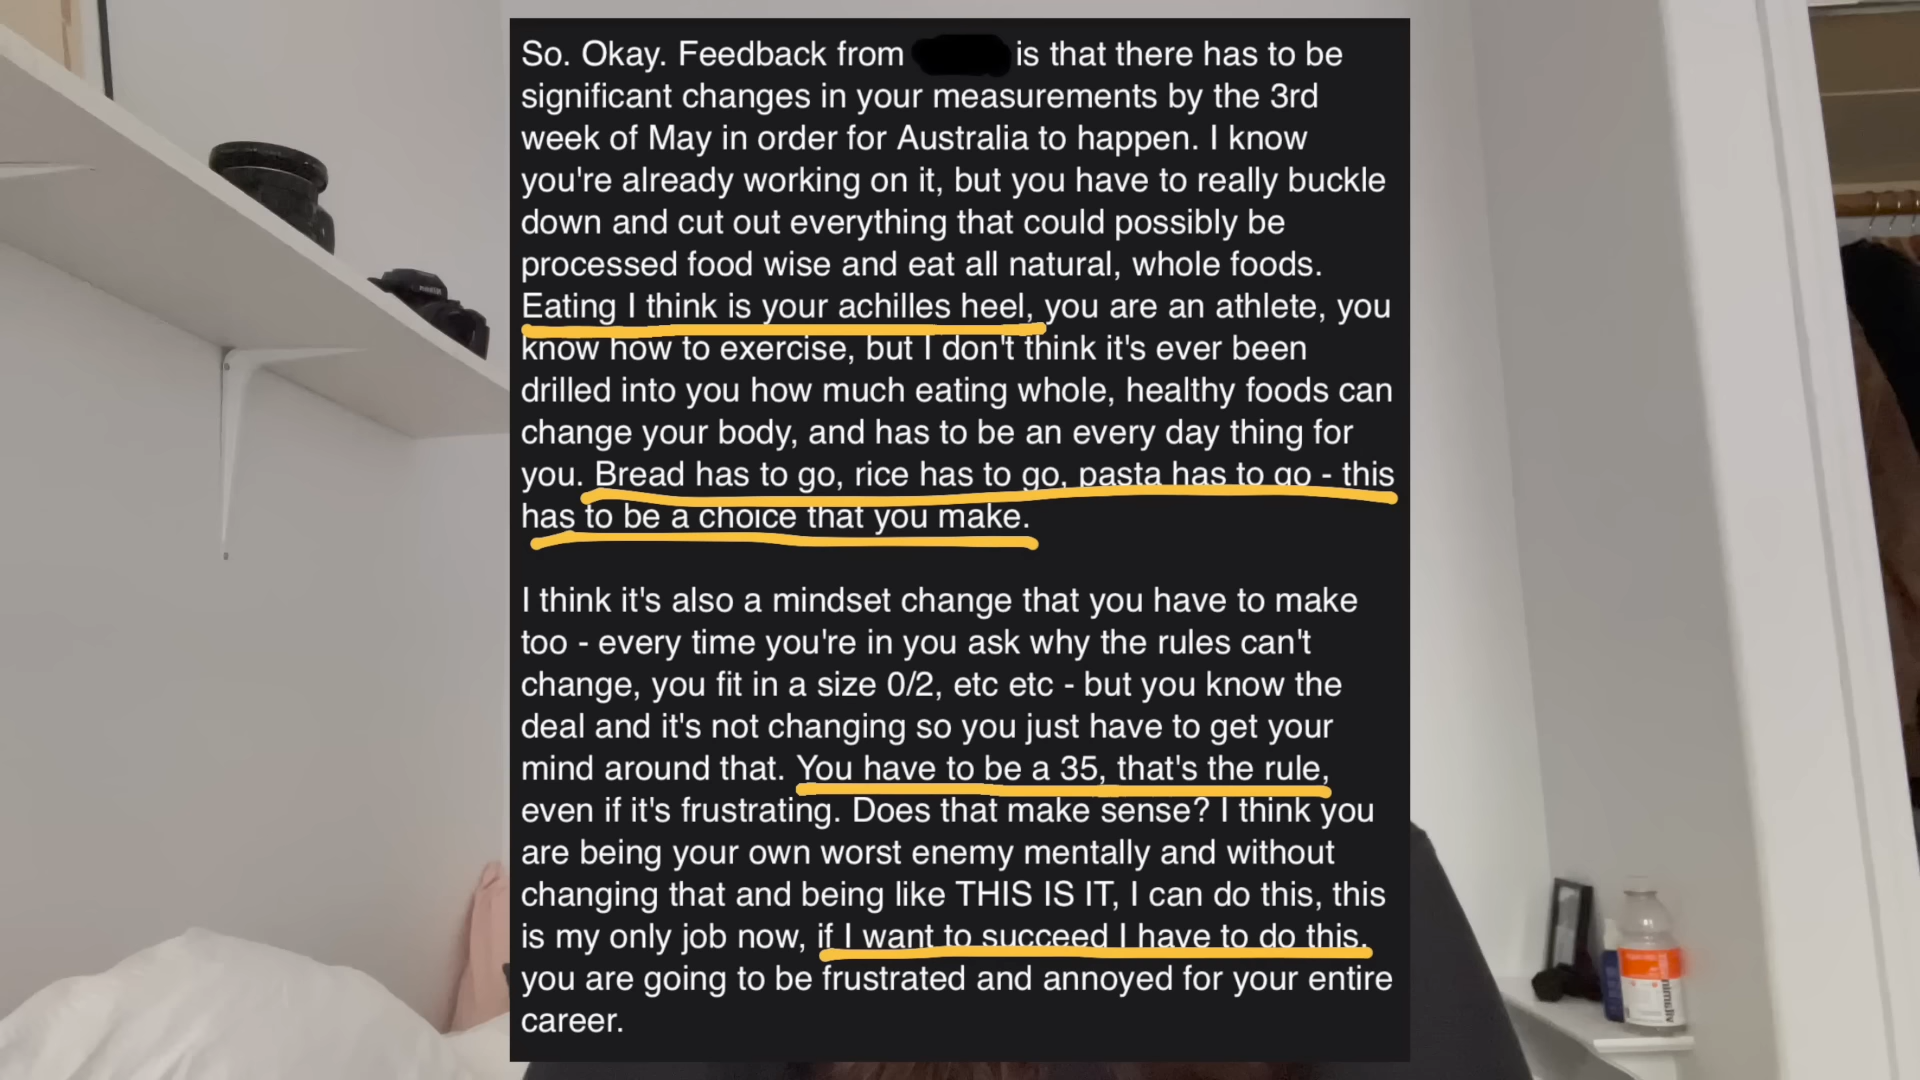 So. Okay. Feedback from is that there has to be
significant changes in your measurements by the 3rd
week of May in order for Australia to happen. I know
you're already working on it, but you have to really buckle
down and cut out everything that could possibly be
processed food wise and eat all natural, whole foods.
Eating I think is your achilles heel, you are an athlete, you
know how to exercise, but I don't think it's ever been
drilled into you how much eating whole, healthy foods can
change your body, and has to be an every day thing for
you. Bread has to go, rice has to go, pasta has to go - this
has to be a choice that you make.
I think it's also a mindset change that you have to make
too - every time you're in you ask why the rules can't
change, you fit in a size 0/2, etc etc - but you know the
deal and it's not changing so you just have to get your
mind around that. You have to be a 35, that's the rule,
even if it's frustrating. Does that make sense? I think you
are being your own worst enemy mentally and without
changing that and being like THIS IS IT, I can do this, this
is my only job now, if I want to succeed I have to do this,
you are going to be frustrated and annoyed for your entire
career.